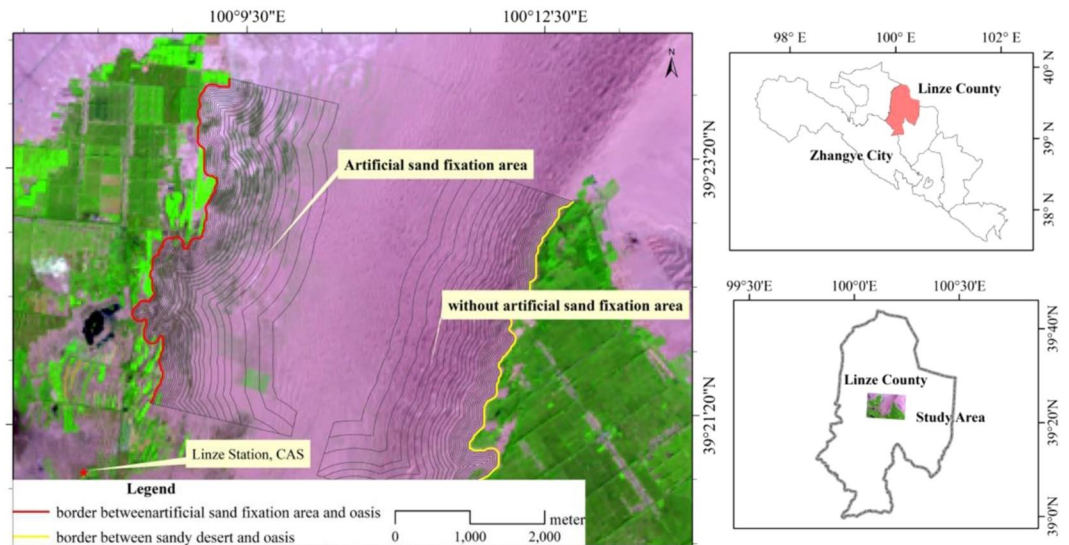 100°9'30"E
100°12'30"E
N
39°23'20"N
39°21'20"N
Artificial sand fixation area
without artificial sand fixation area
Linze Station, CAS
Legend
border betweenartificial sand fixation area and oasis
border between sandy desert and oasis
meter
0 1,000 2,000
98° E
100° E
102° E
40° N
39° N
38° N
Linze County
Zhangye City
99°30"E
100°0"E
100°30"E
39°40"N
39°20"N
39°0"N
Linze County
Study Area